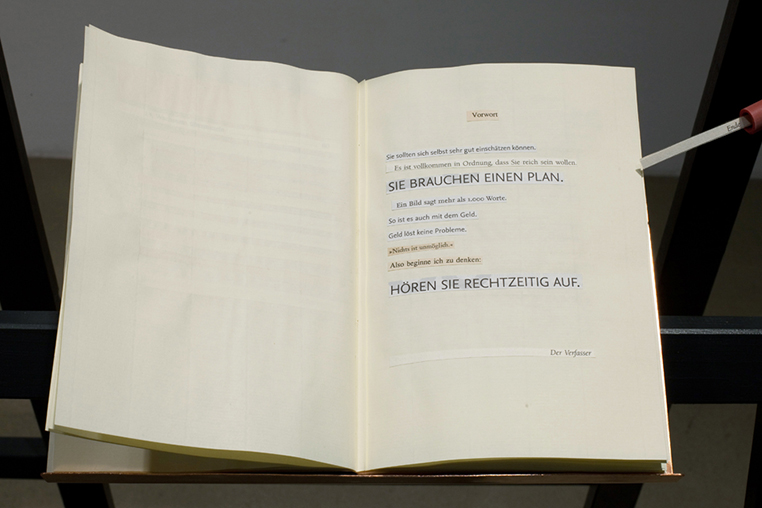 Vorwort
Sie sollten sich selbst sehr gut einschätzen können.
Es ist vollkommen in Ordnung, dass Sie reich sein wollen.
SIE BRAUCHEN EINEN PLAN.
Ein Bild sagt mehr als 1.000 Worte.
So ist es auch mit dem Geld.
Geld löst keine Probleme.
»Nichts ist unmöglich.«
Also beginne ich zu denken:
HÖREN SIE RECHTZEITIG AUF.
Der Verfasser
Ende